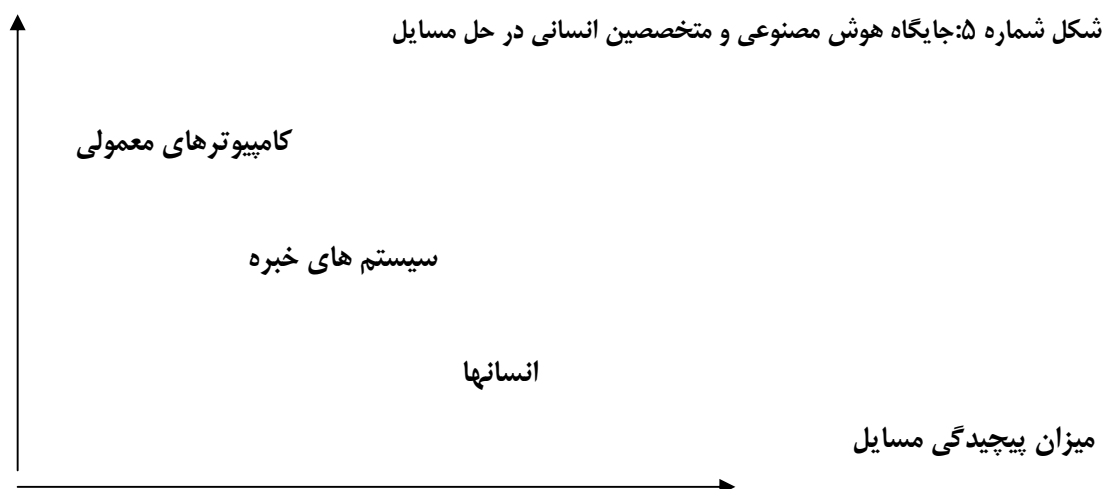 شکل شماره ۵:جایگاه هوش مصنوعی و متخصصین انسانی در حل مسایل
کامپیوترهای معمولی
سیستم های خبره
انسانها
میزان پیچیدگی مسایل